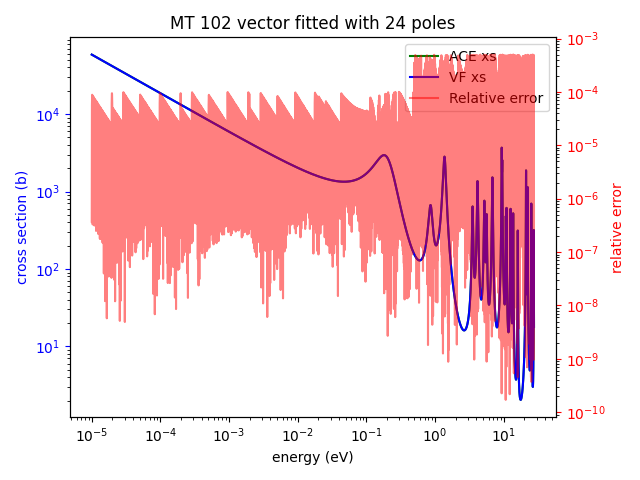 MT 102 vector fitted with 24 poles
ACE xs
VF xs
Relative error
cross section (b)
10^4
10^3
10^2
10^1
relative error
10^-3
10^-4
10^-5
10^-6
10^-7
10^-8
10^-9
10^-10
10^-5 10^-4 10^-3 10^-2 10^-1 10^0 10^1
energy (eV)